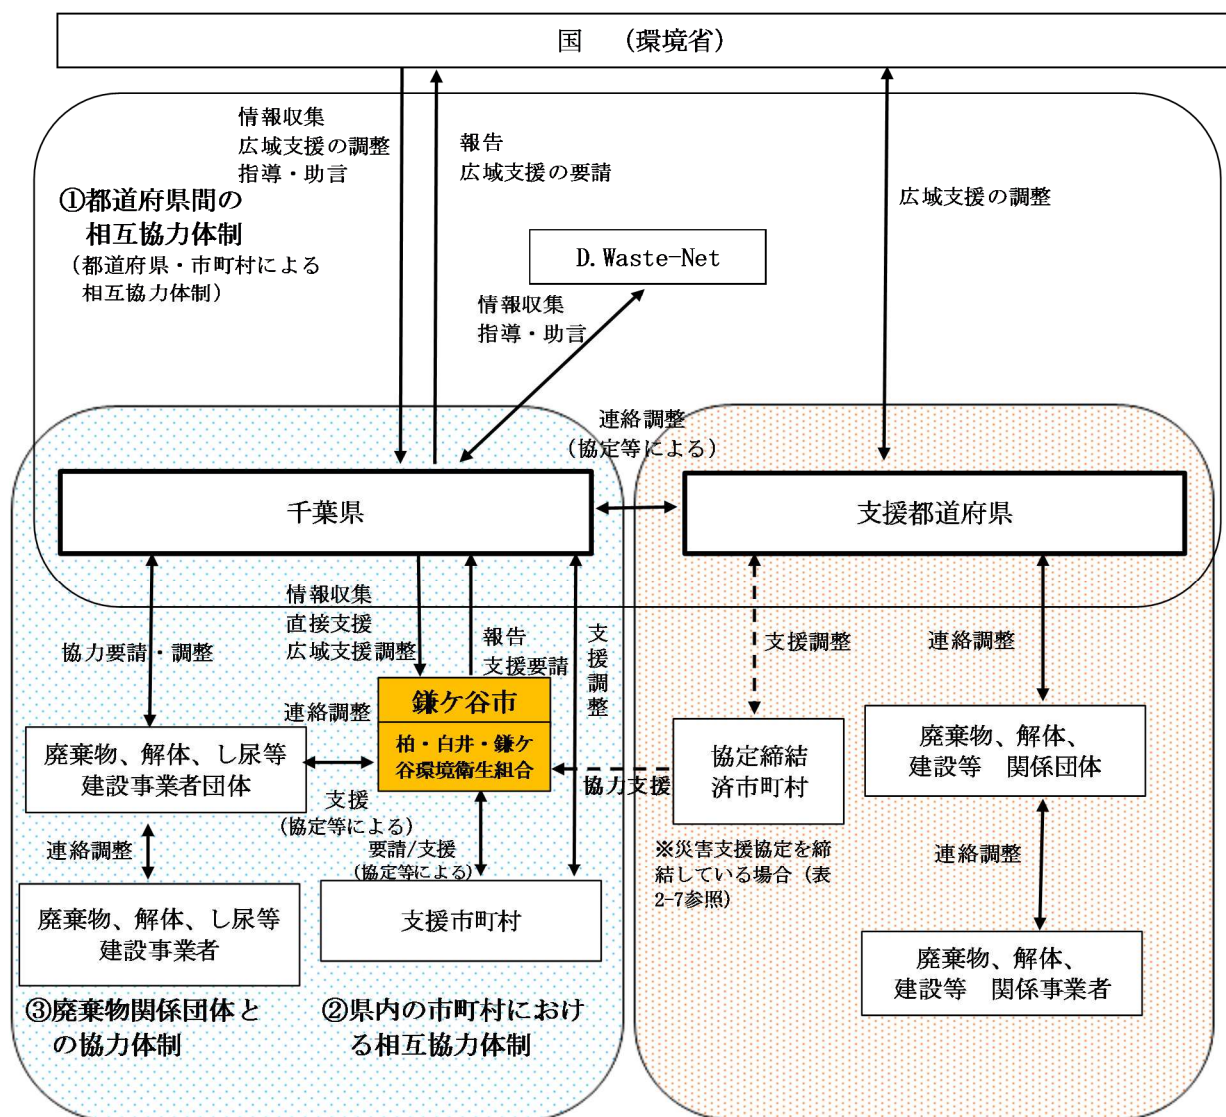 国　（環境省）
情報収集
広域支援の調整
指導・助言
報告
広域支援の要請
広域支援の調整
①都道府県間の
相互協力体制
（都道府県・市町村による
相互協力体制）
D.Waste-Net
情報収集
指導・助言
連絡調整
（協定等による）
千葉県
支援都道府県
情報収集
直接支援
広域支援調整
協力要請・調整
報告
支援要請
支援調整
支援調整
連絡調整
鎌ケ谷市
柏・白井・鎌ケ
谷環境衛生組合
連絡調整
廃棄物、解体、し尿等
建設事業者団体
支援
（協定等による）
協力支援
協定締結
済市町村
廃棄物、解体、
建設等　関係団体
連絡調整
要請/支援
（協定等による）
※災害支援協定を締
結している場合（表
2-7参照）
連絡調整
廃棄物、解体、し尿等
建設事業者
支援市町村
廃棄物、解体、
建設等　関係事業者
③廃棄物関係団体と
の協力体制
②県内の市町村におけ
る相互協力体制